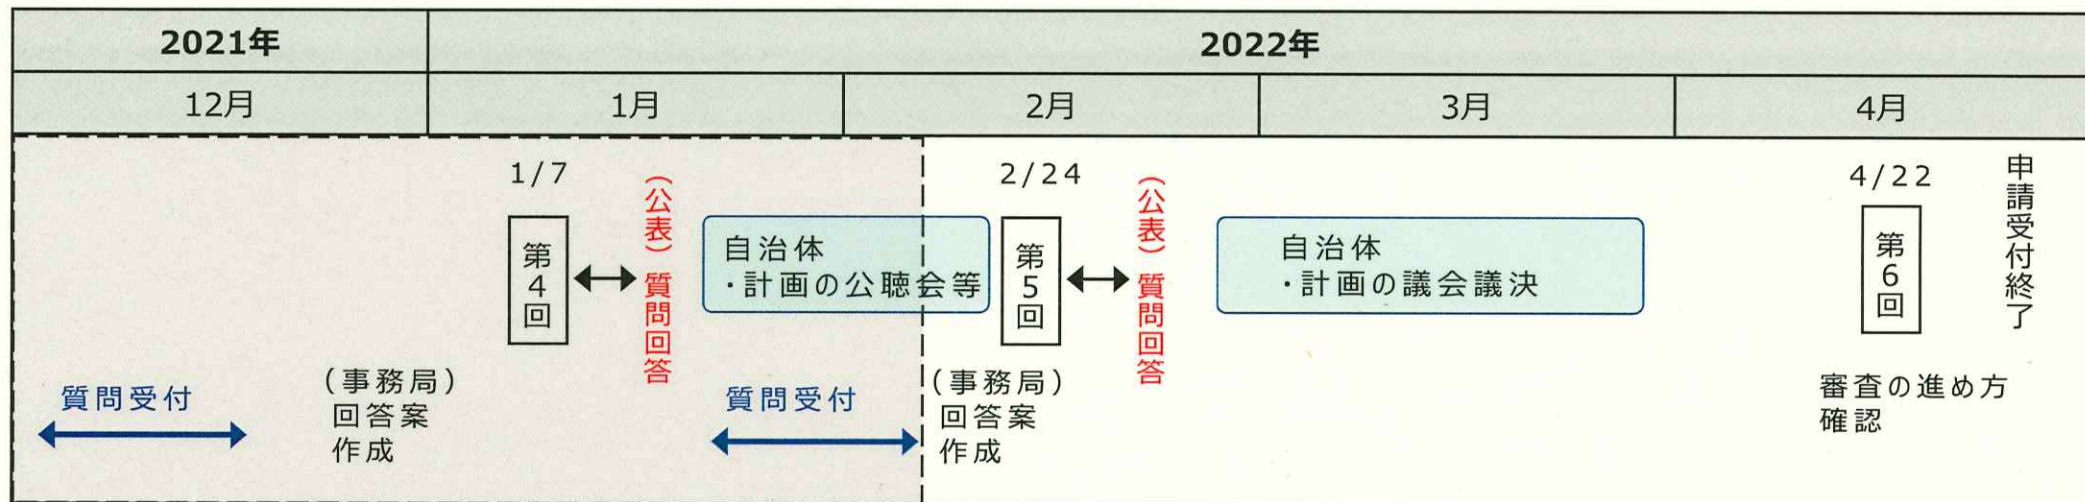 2021年
2022年
12月
1月
2月
3月
4月
1/7
第4回
（公表）質問回答
自治体
・計画の公聴会等
2/24
第5回
（公表）質問回答
自治体
・計画の議会議決
4/22
第6回
申請受付終了
質問受付
（事務局）
回答案
作成
質問受付
（事務局）
回答案
作成
審査の進め方
確認